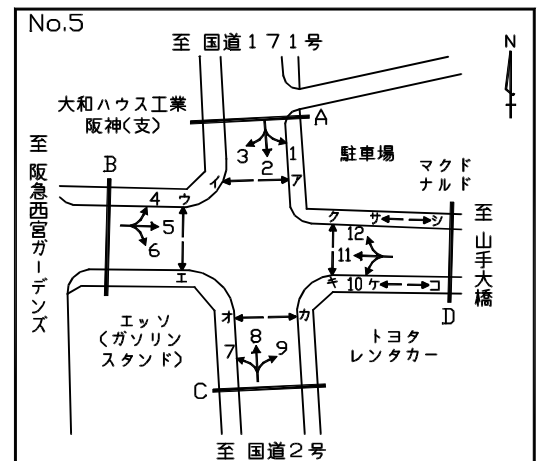 No.5
至 国道171号
N
大和ハウス工業
阪神(支)
A
駐車場
マクド
ナルド
至 阪急西宮ガーデンズ
B
3
2
1
イ
ア
4
ウ
5
6
エ
ク
サ
シ
12
11
キ
10
ケ
コ
D
至 山手大橋
エッソ
(ガソリン
スタンド)
オ
カ
7
8
9
トヨタ
レンタカー
C
至 国道2号